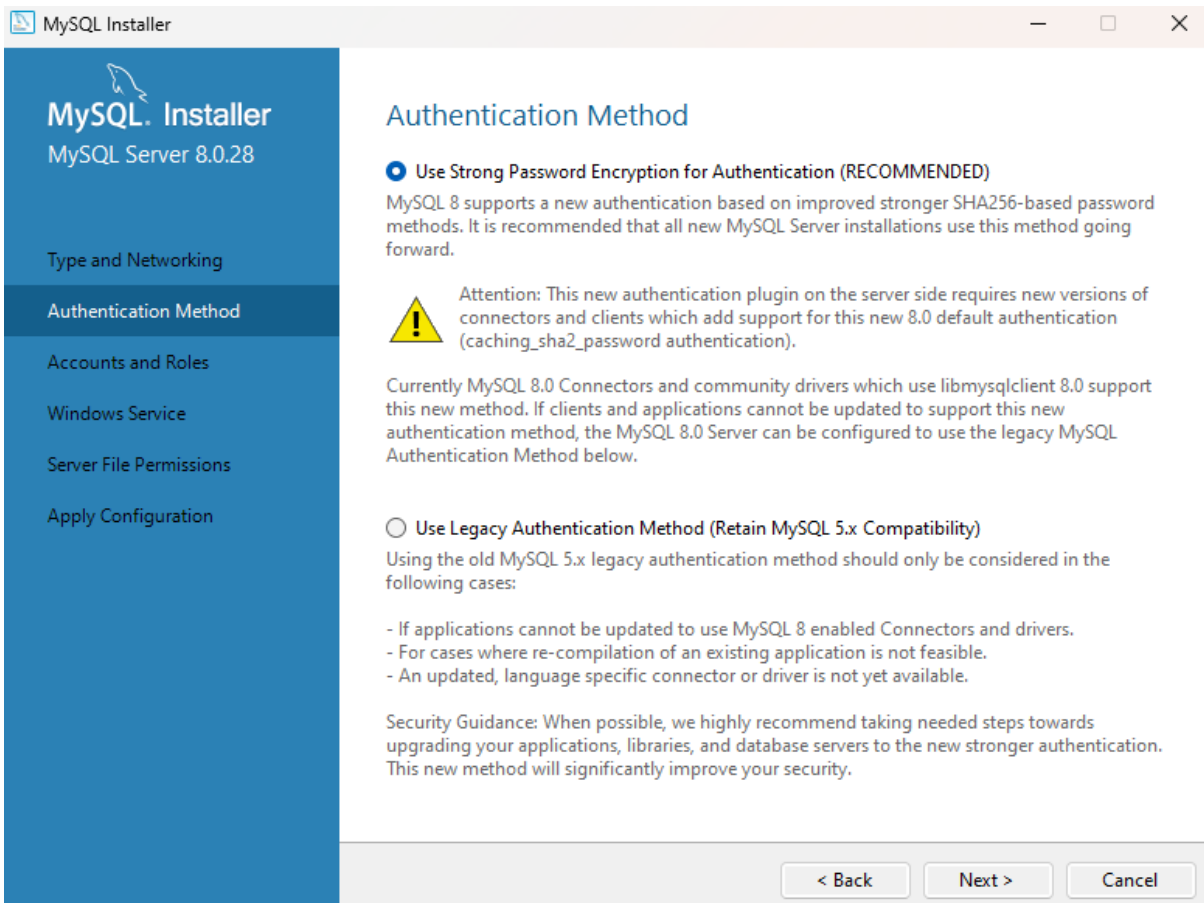 MySQL Installer
MySQL. Installer
MySQL Server 8.0.28
Type and Networking
Authentication Method
Accounts and Roles
Windows Service
Server File Permissions
Apply Configuration
Authentication Method
Use Strong Password Encryption for Authentication (RECOMMENDED)
MySQL 8 supports a new authentication based on improved stronger SHA256-based password
methods. It is recommended that all new MySQL Server installations use this method going
forward.
Attention: This new authentication plugin on the server side requires new versions of
connectors and clients which add support for this new 8.0 default authentication
(caching_sha2_password authentication).
Currently MySQL 8.0 Connectors and community drivers which use libmysqlclient 8.0 support
this new method. If clients and applications cannot be updated to support this new
authentication method, the MySQL 8.0 Server can be configured to use the legacy MySQL
Authentication Method below.
Use Legacy Authentication Method (Retain MySQL 5.x Compatibility)
Using the old MySQL 5.x legacy authentication method should only be considered in the
following cases:
- If applications cannot be updated to use MySQL 8 enabled Connectors and drivers.
- For cases where re-compilation of an existing application is not feasible.
- An updated, language specific connector or driver is not yet available.
Security Guidance: When possible, we highly recommend taking needed steps towards
upgrading your applications, libraries, and database servers to the new stronger authentication.
This new method will significantly improve your security.
< Back
Next >
Cancel